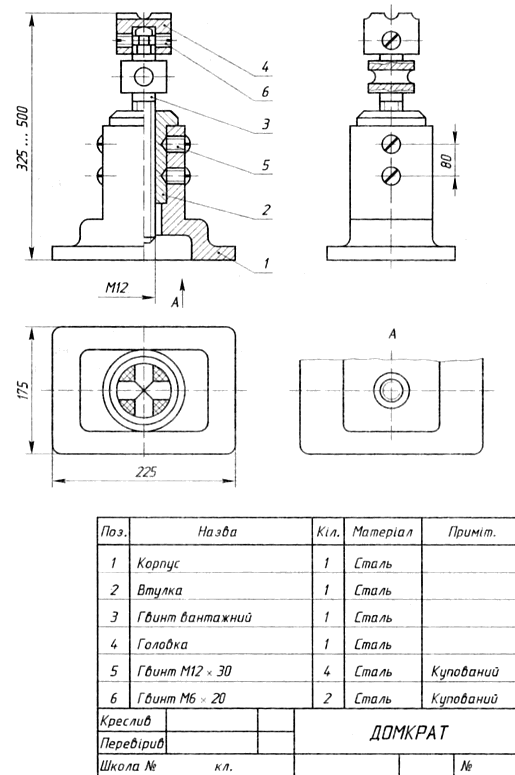 4
6
3
5
2
1
325 ... 500
80
M12
A
A
175
225
Поз. Назва Кіл. Матеріал Приміт.
1 Корпус 1 Сталь
2 Втулка 1 Сталь
3 Гвинт вантажний 1 Сталь
4 Головка 1 Сталь
5 Гвинт М12 × 30 4 Сталь Купований
6 Гвинт М6 × 20 2 Сталь Купований
Креслив
ДОМКРАТ
Перевірив
Школа № кл. №